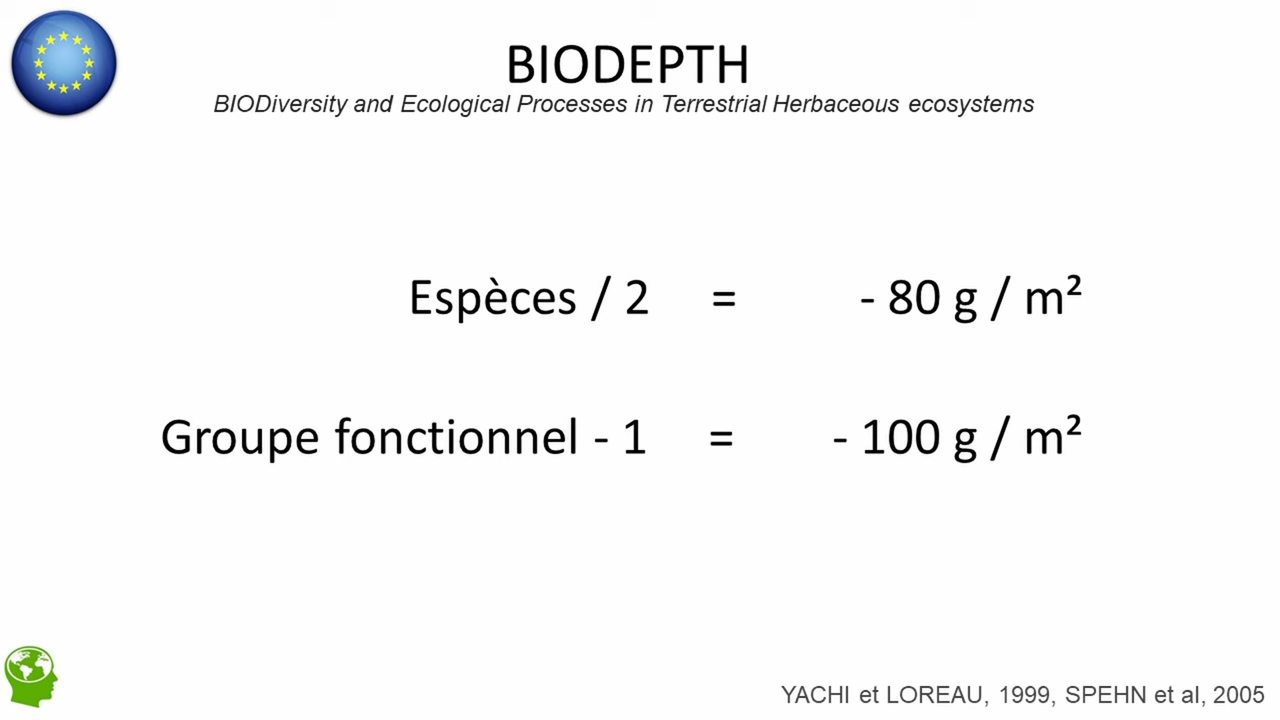 BIODEPTH
BIODiversity and Ecological Processes in Terrestrial Herbaceous ecosystems
Espèces / 2 = - 80 g / m²
Groupe fonctionnel - 1 = - 100 g / m²
YACHI et LOREAU, 1999, SPEHN et al, 2005